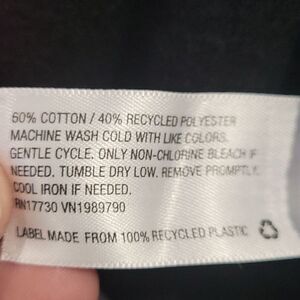 60% COTTON / 40% RECYCLED POLYESTER
MACHINE WASH COLD WITH LIKE COLORS.
GENTLE CYCLE. ONLY NON-CHLORINE BLEACH IF
NEEDED. TUMBLE DRY LOW. REMOVE PROMPTLY.
COOL IRON IF NEEDED.
RN17730 VN1989790
LABEL MADE FROM 100% RECYCLED PLASTIC